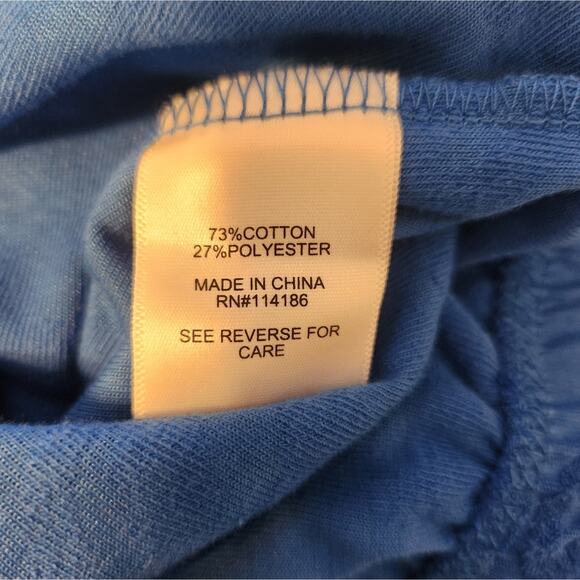 73%COTTON
27%POLYESTER
MADE IN CHINA
RN#114186
SEE REVERSE FOR
CARE